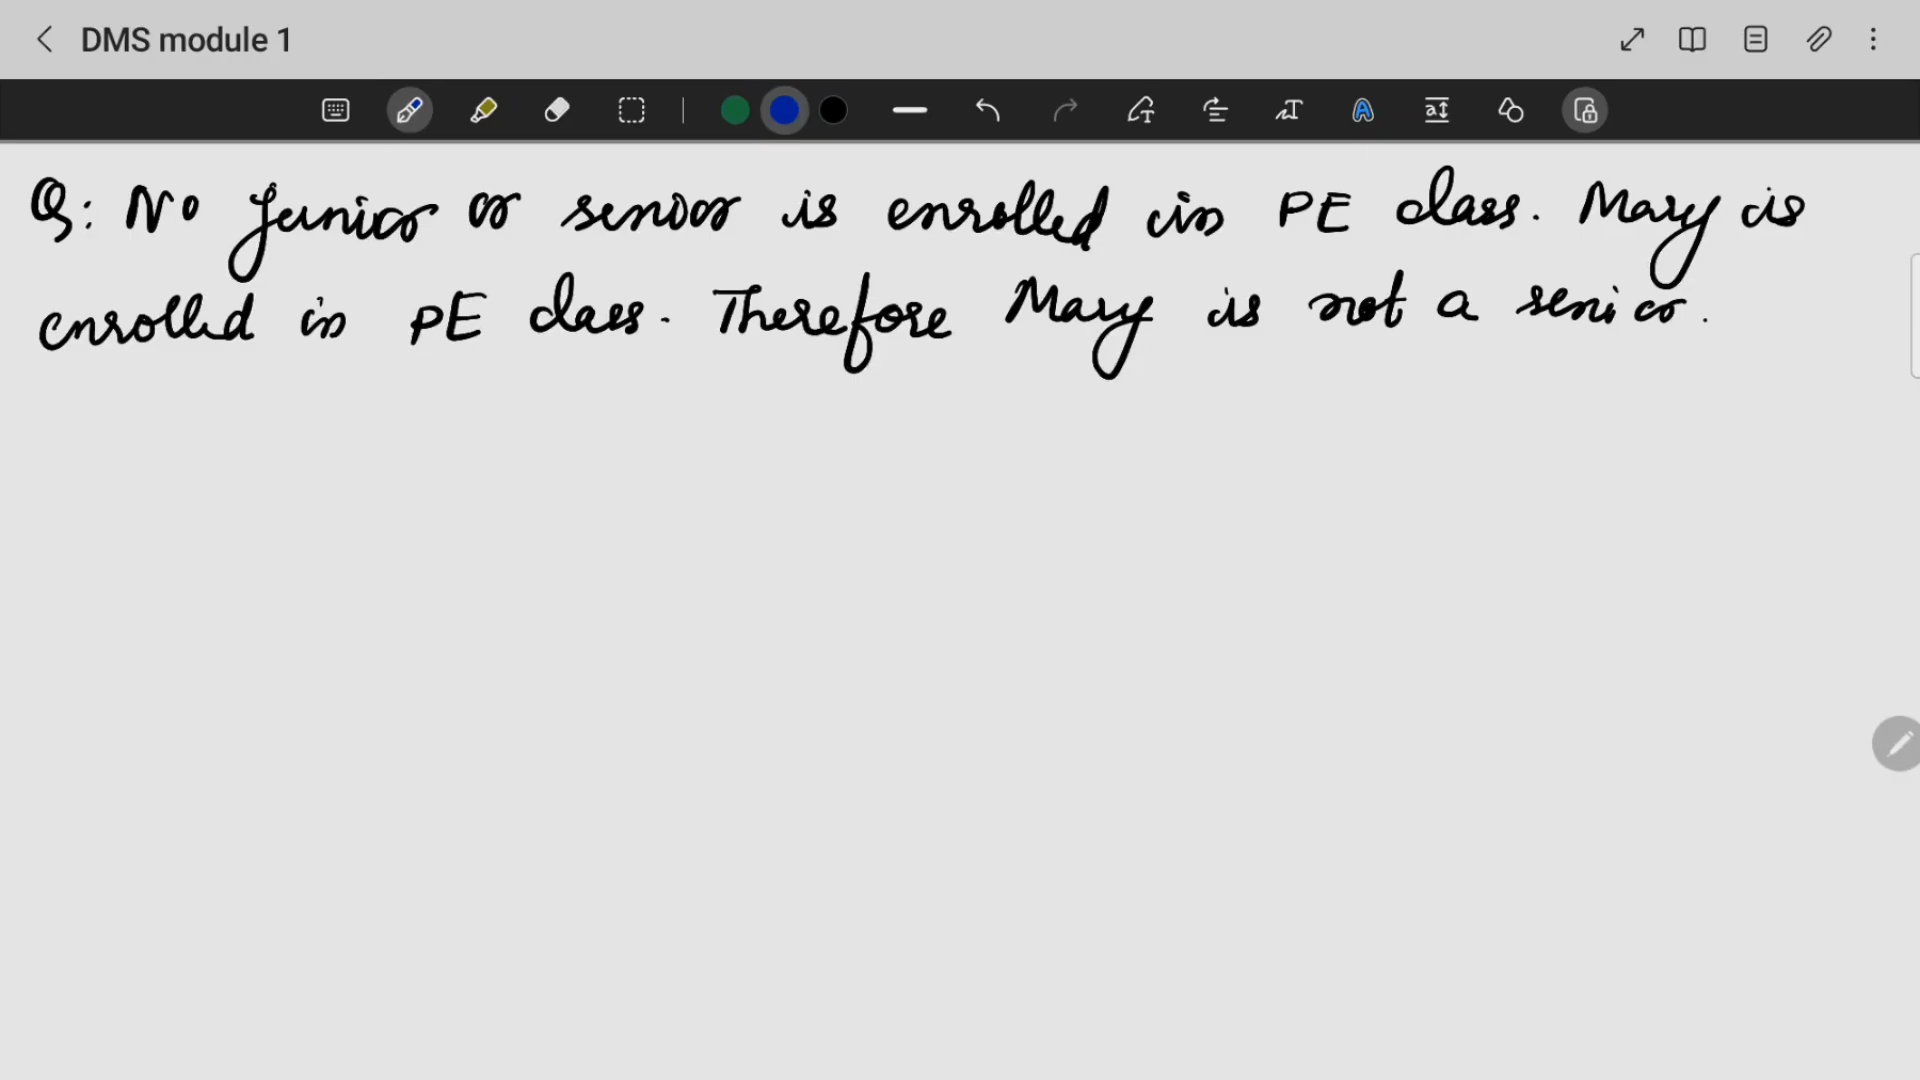 DMS module 1
Q: No junior or senior is enrolled in PE class. Mary is
enrolled in PE class. Therefore Mary is not a senior.